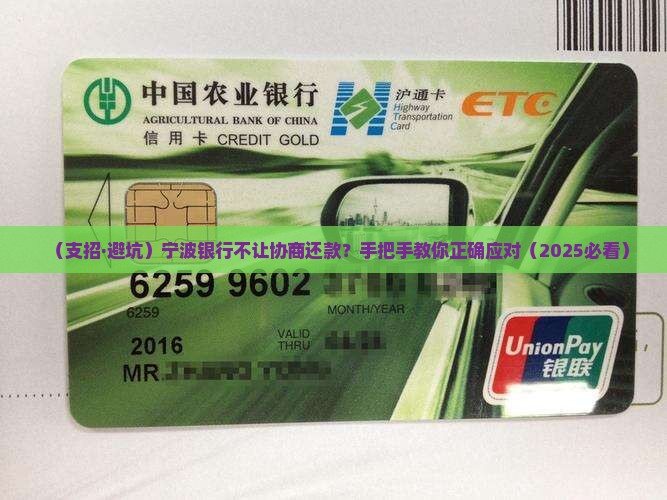 中国农业银行
AGRICULTURAL BANK OF CHINA
信用卡 CREDIT GOLD
沪通卡
Highway
Transportation
Card
ETC
（支招·避坑）宁波银行不让协商还款？手把手教你正确应对（2025必看）
6259 9602
6259
MONTH/YEAR
VALID
THRU
2016
MR.
UnionPay
银联